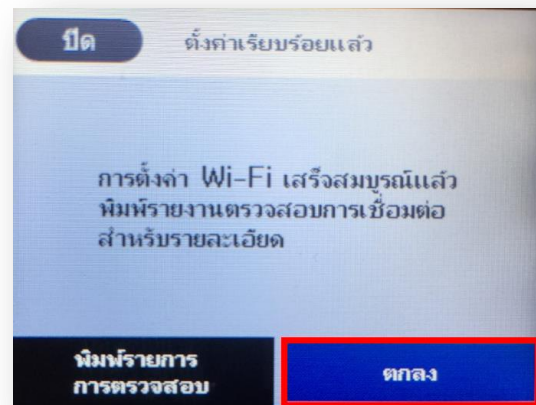 ปิด
ตั้งค่าเรียบร้อยแล้ว
การตั้งค่า Wi-Fi เสร็จสมบูรณ์แล้ว
พิมพ์รายงานตรวจสอบการเชื่อมต่อ
สำหรับรายละเอียด
พิมพ์รายการ
การตรวจสอบ
ตกลง